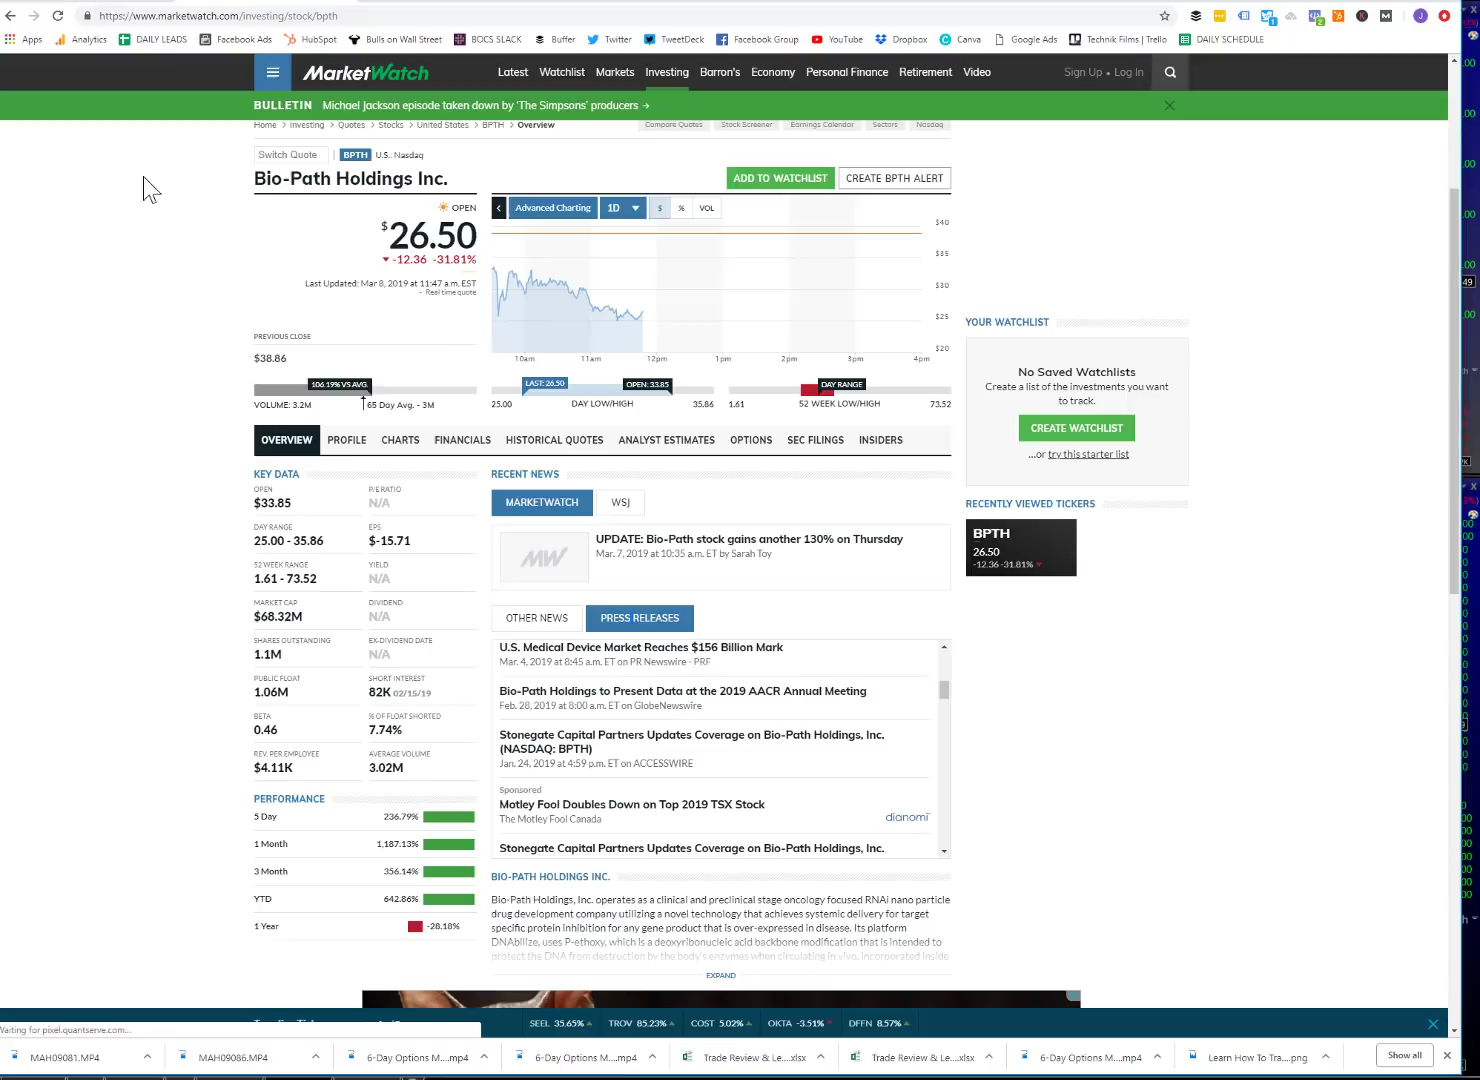 https://www.marketwatch.com/investing/stock/bpth
Apps Analytics DAILY LEADS Facebook Ads HubSpot Bulls on Wall Street BOCS SLACK Buffer Twitter TweetDeck Facebook Group YouTube Dropbox Canva Google Ads Technik Films | Trello DAILY SCHEDULE
MarketWatch Latest Watchlist Markets Investing Barron's Economy Personal Finance Retirement Video Sign Up • Log In
BULLETIN Michael Jackson episode taken down by 'The Simpsons' producers →
Home > Investing > Quotes > Stocks > United States > BPTH > Overview Compare Quotes Stock Screener Earnings Calendar Sectors Nasdaq
Switch Quote | BPTH U.S.: Nasdaq
Bio-Path Holdings Inc. ADD TO WATCHLIST CREATE BPTH ALERT
OPEN
$26.50
-12.36 -31.81%
Last Updated: Mar 8, 2019 at 11:47 a.m. EST
- Real time quote
PREVIOUS CLOSE
$38.86
Advanced Charting 1D $ % VOL
$40
$35
$30
$25
$20
10am 11am 12pm 1pm 2pm 3pm 4pm
106.19% VS AVG. LAST: 26.50 OPEN: 33.85 DAY RANGE
VOLUME: 3.2M 65 Day Avg. - 3M 25.00 DAY LOW/HIGH 35.86 1.61 52 WEEK LOW/HIGH 73.52
OVERVIEW PROFILE CHARTS FINANCIALS HISTORICAL QUOTES ANALYST ESTIMATES OPTIONS SEC FILINGS INSIDERS
KEY DATA
OPEN P/E RATIO
$33.85 N/A
DAY RANGE EPS
25.00 - 35.86 $-15.71
52 WEEK RANGE YIELD
1.61 - 73.52 N/A
MARKET CAP DIVIDEND
$68.32M N/A
SHARES OUTSTANDING EX-DIVIDEND DATE
1.1M N/A
PUBLIC FLOAT SHORT INTEREST
1.06M 82K 02/15/19
BETA % OF FLOAT SHORTED
0.46 7.74%
REV. PER EMPLOYEE AVERAGE VOLUME
$4.11K 3.02M
PERFORMANCE
5 Day 236.79%
1 Month 1,187.13%
3 Month 356.14%
YTD 642.86%
1 Year -28.18%
RECENT NEWS
MARKETWATCH WSJ
MW
UPDATE: Bio-Path stock gains another 130% on Thursday
Mar. 7, 2019 at 10:35 a.m. ET by Sarah Toy
OTHER NEWS PRESS RELEASES
U.S. Medical Device Market Reaches $156 Billion Mark
Mar. 4, 2019 at 8:45 a.m. ET on PR Newswire - PRF
Bio-Path Holdings to Present Data at the 2019 AACR Annual Meeting
Feb. 28, 2019 at 8:00 a.m. ET on GlobeNewswire
Stonegate Capital Partners Updates Coverage on Bio-Path Holdings, Inc.
(NASDAQ: BPTH)
Jan. 24, 2019 at 4:59 p.m. ET on ACCESSWIRE
Sponsored
Motley Fool Doubles Down on Top 2019 TSX Stock
The Motley Fool Canada dianomi
Stonegate Capital Partners Updates Coverage on Bio-Path Holdings, Inc.
BIO-PATH HOLDINGS INC.
Bio-Path Holdings, Inc. operates as a clinical and preclinical stage oncology focused RNAi nano particle
drug development company utilizing a novel technology that achieves systemic delivery for target
specific protein inhibition for any gene product that is over-expressed in disease. Its platform
DNAbilize, uses P-ethoxy, which is a deoxyribonucleic acid backbone modification that is intended to
protect the DNA from destruction by the body's enzymes when circulating in vivo, incorporated inside
EXPAND
YOUR WATCHLIST
No Saved Watchlists
Create a list of the investments you want
to track.
CREATE WATCHLIST
...or try this starter list
RECENTLY VIEWED TICKERS
BPTH
26.50
-12.36 -31.81%
SEEL 35.65% TROV 85.23% COST 5.02% OKTA -3.51% DFFN 8.57%
Waiting for pixel.quantserve.com...
MAH09081.MP4 MAH09086.MP4 6-Day Options M....mp4 6-Day Options M....mp4 Trade Review & Le....xlsx Trade Review & Le....xlsx 6-Day Options M....mp4 Learn How To Tra....png Show all